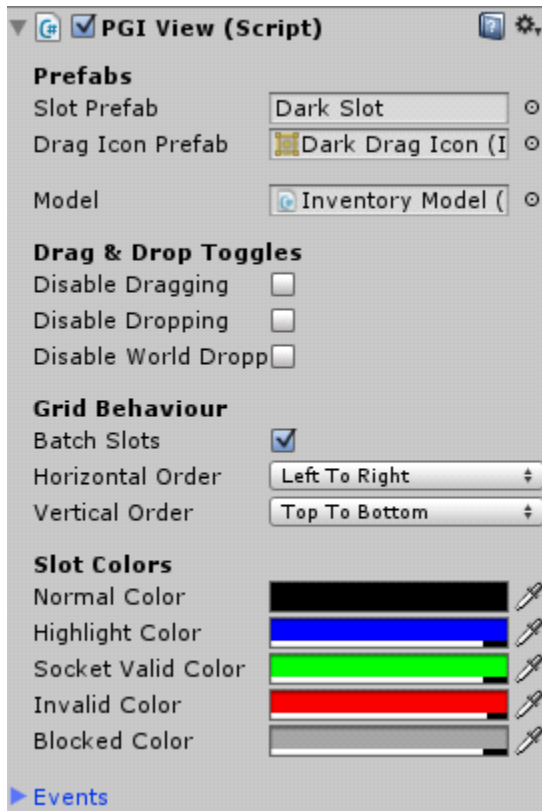 PGI View (Script)
Prefabs
Slot Prefab Dark Slot
Drag Icon Prefab Dark Drag Icon (I
Model Inventory Model (
Drag & Drop Toggles
Disable Dragging
Disable Dropping
Disable World Dropp
Grid Behaviour
Batch Slots
Horizontal Order Left To Right
Vertical Order Top To Bottom
Slot Colors
Normal Color
Highlight Color
Socket Valid Color
Invalid Color
Blocked Color
Events